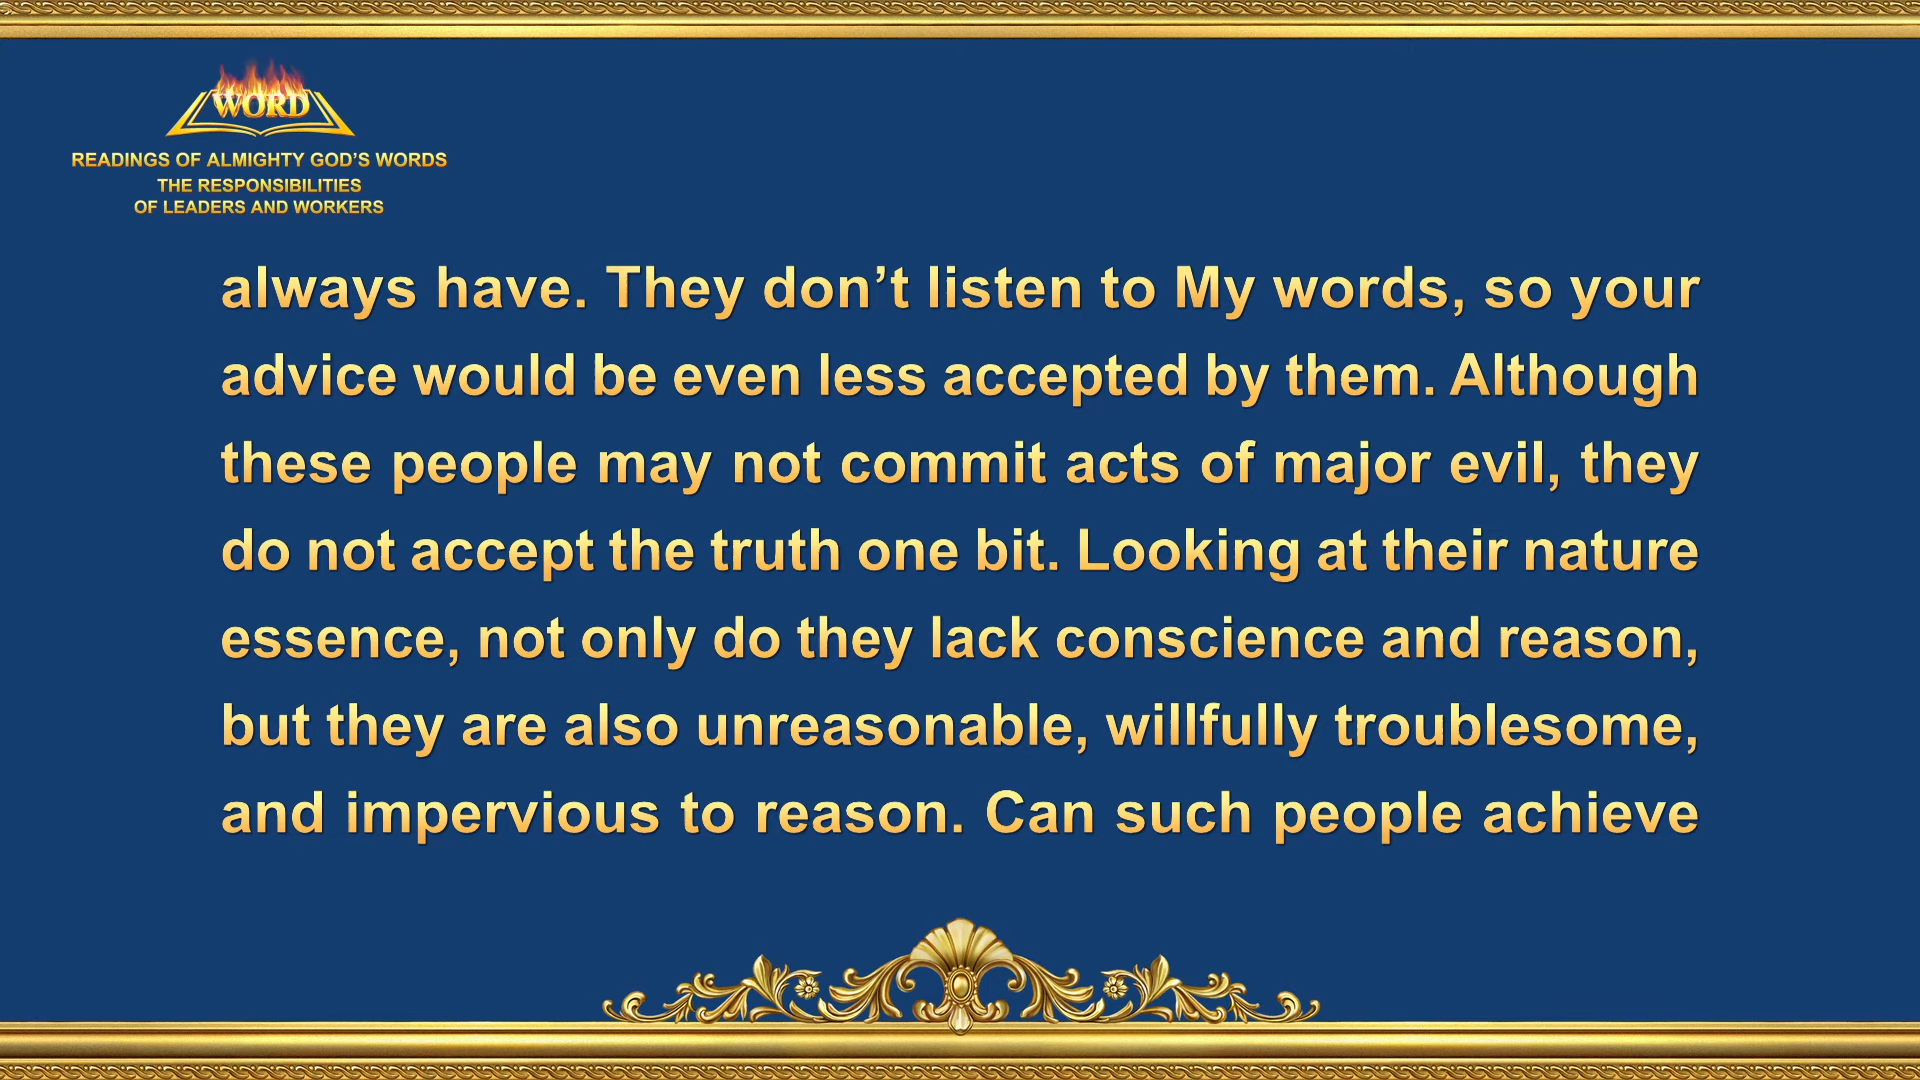 WORD
READINGS OF ALMIGHTY GOD’S WORDS
THE RESPONSIBILITIES
OF LEADERS AND WORKERS
always have. They don’t listen to My words, so your
advice would be even less accepted by them. Although
these people may not commit acts of major evil, they
do not accept the truth one bit. Looking at their nature
essence, not only do they lack conscience and reason,
but they are also unreasonable, willfully troublesome,
and impervious to reason. Can such people achieve